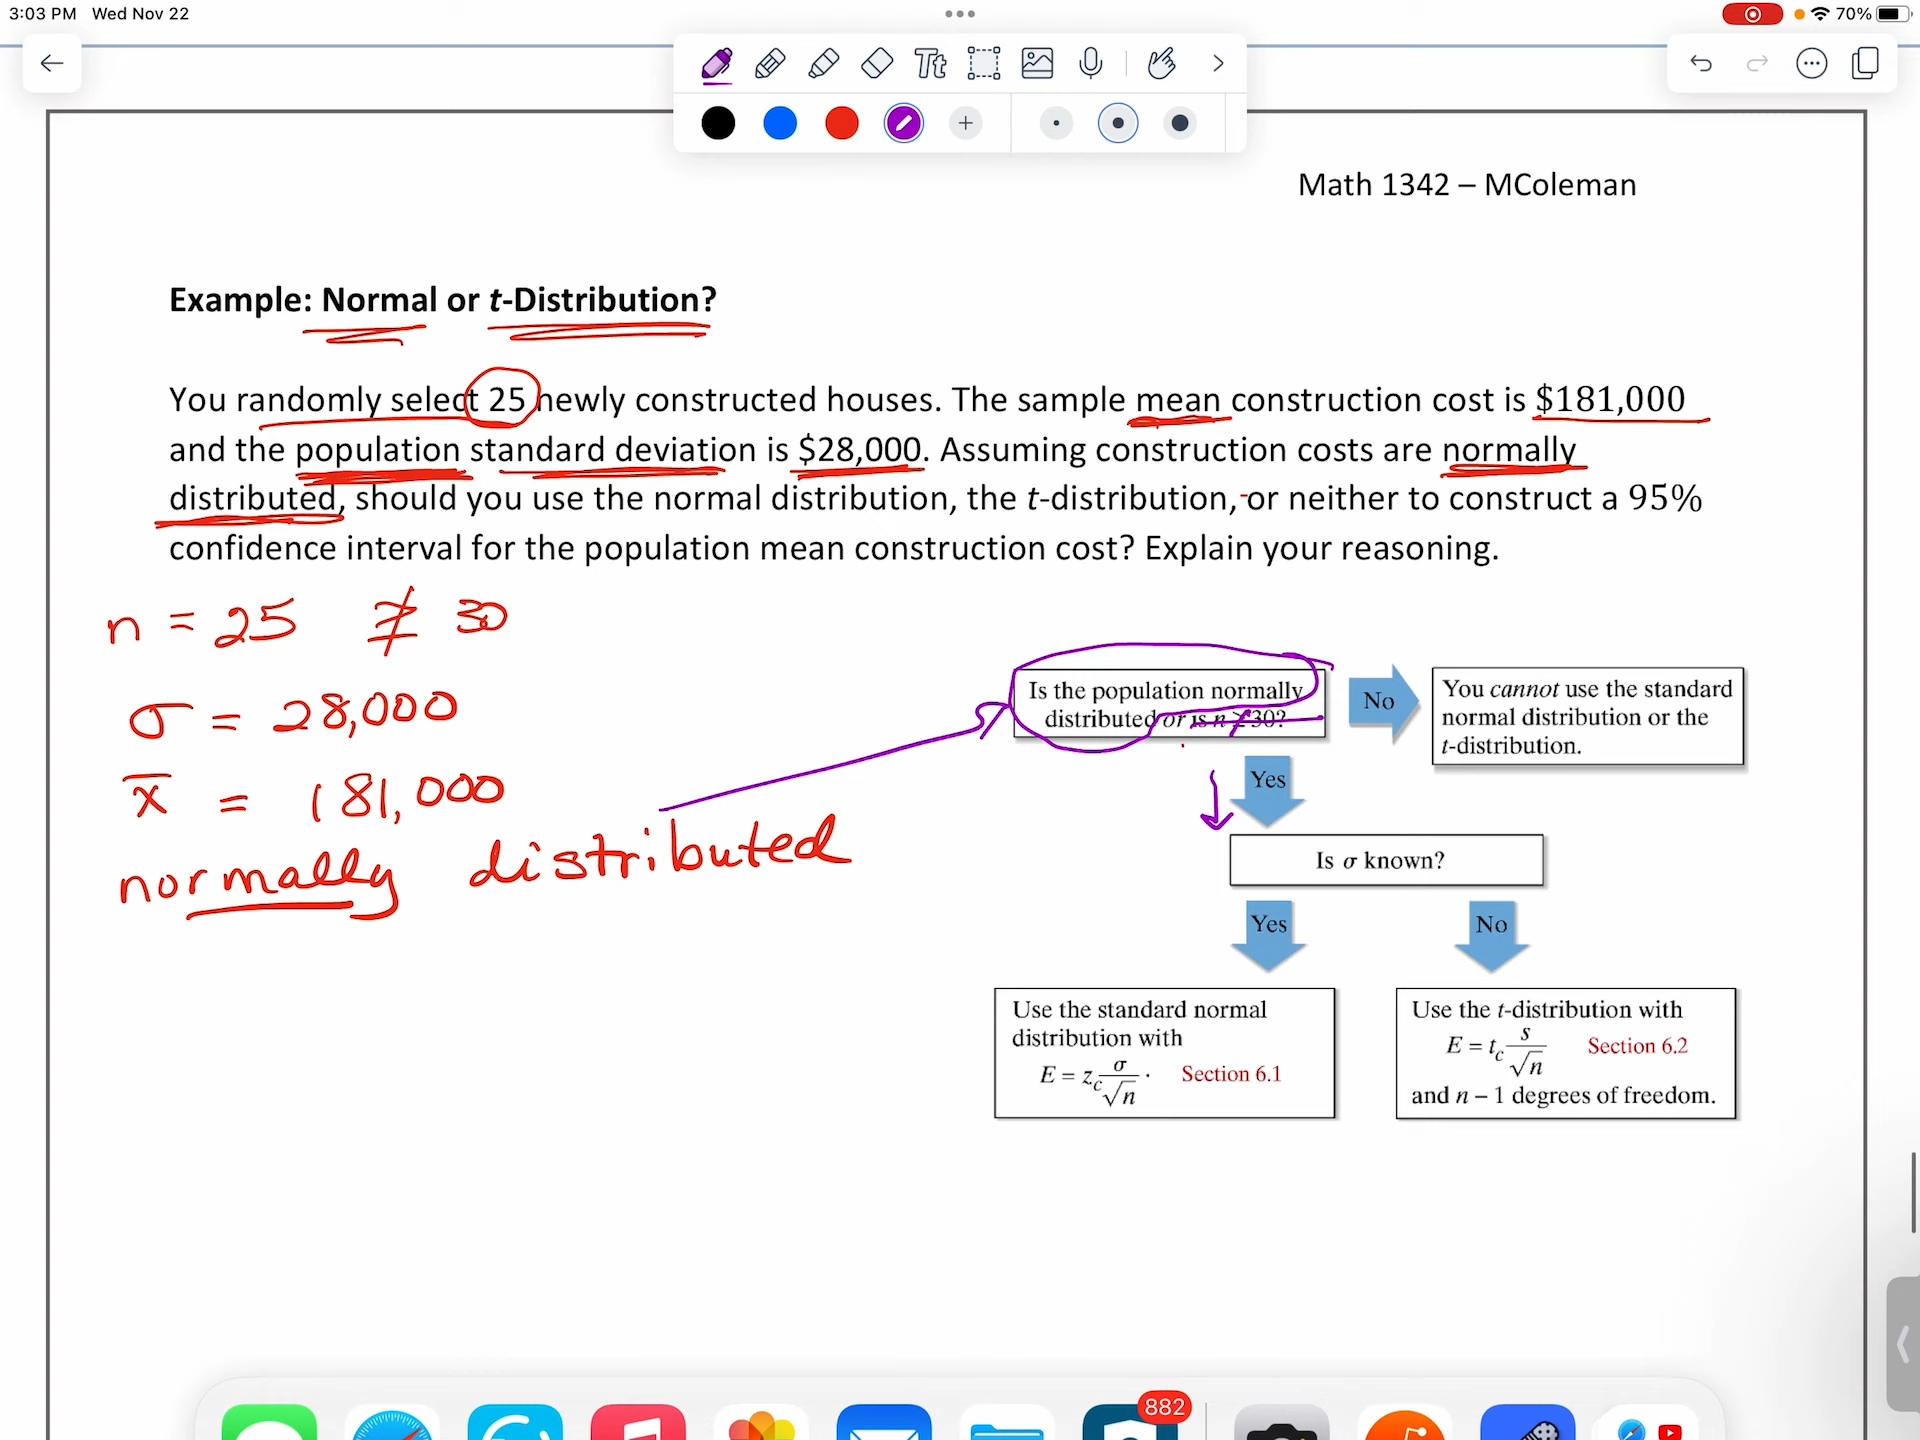 3:03 PM Wed Nov 22
70%
Tt
Math 1342 – MColeman
Example: Normal or t-Distribution?
You randomly select 25 newly constructed houses. The sample mean construction cost is $181,000
and the population standard deviation is $28,000. Assuming construction costs are normally
distributed, should you use the normal distribution, the t-distribution, or neither to construct a 95%
confidence interval for the population mean construction cost? Explain your reasoning.
n = 25 ≱ 30
σ = 28,000
x̄ = 181,000
normally distributed
Is the population normally
distributed or is n ≥ 30?
No
You cannot use the standard
normal distribution or the
t-distribution.
Yes
Is σ known?
Yes
No
Use the standard normal
distribution with
E = z_c σ/√n. Section 6.1
Use the t-distribution with
E = t_c s/√n Section 6.2
and n – 1 degrees of freedom.
882